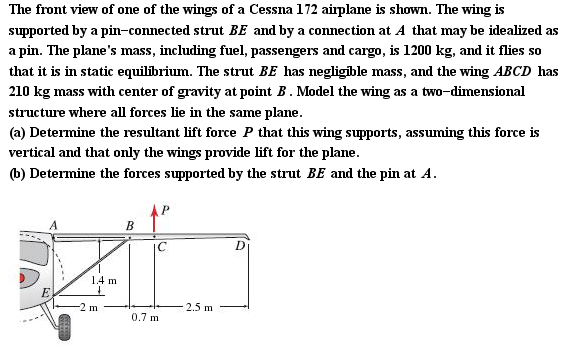 The front view of one of the wings of a Cessna 172 airplane is shown. The wing is
supported by a pin-connected strut BE and by a connection at A that may be idealized as
a pin. The plane's mass, including fuel, passengers and cargo, is 1200 kg, and it flies so
that it is in static equilibrium. The strut BE has negligible mass, and the wing ABCD has
210 kg mass with center of gravity at point B. Model the wing as a two-dimensional
structure where all forces lie in the same plane.
(a) Determine the resultant lift force P that this wing supports, assuming this force is
vertical and that only the wings provide lift for the plane.
(b) Determine the forces supported by the strut BE and the pin at A.
P
A B
C D
1.4 m
E
2 m 2.5 m
0.7 m